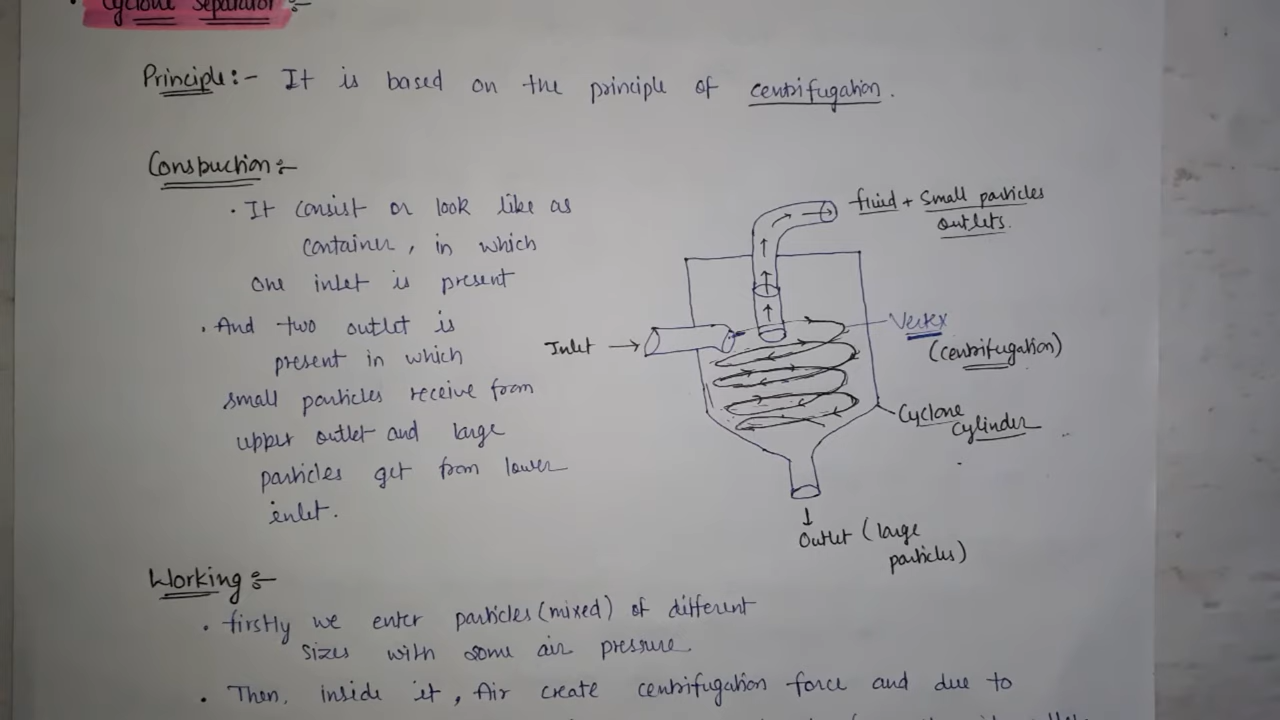 Cyclone Separator :-
Principle :- It is based on the principle of centrifugation.
Construction :-
• It consist or look like as
container, in which
one inlet is present
• And two outlet is
present in which
small particles receive from
upper outlet and large
particles get from lower
inlet.
fluid + small particles
outlets.
Inlet →
Vertex
(centrifugation)
Cyclone
cylinder
Outlet (large
particles)
Working :-
• firstly we enter particles (mixed) of different
sizes with some air pressure.
• Then, inside it, Air create centrifugation force and due to